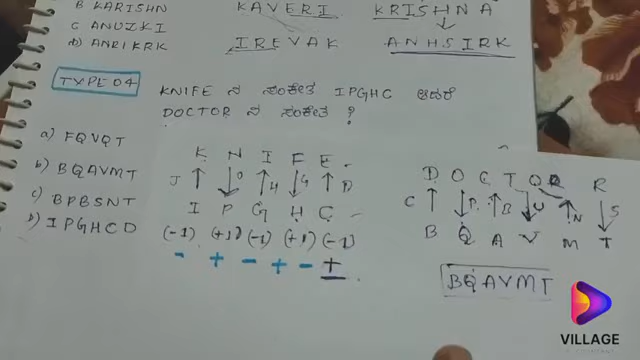 B KARISHN KAVERI KRISHNA
C ANUIKI
D) ANRIKRK IREVAK ANHSIRK
TYPE 04 KNIFE ನ ಸಂಕೇತ IPGHC ಆದರೆ
DOCTOR ನ ಸಂಕೇತ ?
a) FQVQT
b) BQAVMT
c) BPBSNT
D) IPGHCD
K N I F E
J O H G D
I P G H C
(-1) (+1) (-1) (+1) (-1)
- + - + - +
D O C T O R
C P B U N S
B Q A V M T
BQAVMT
VILLAGE